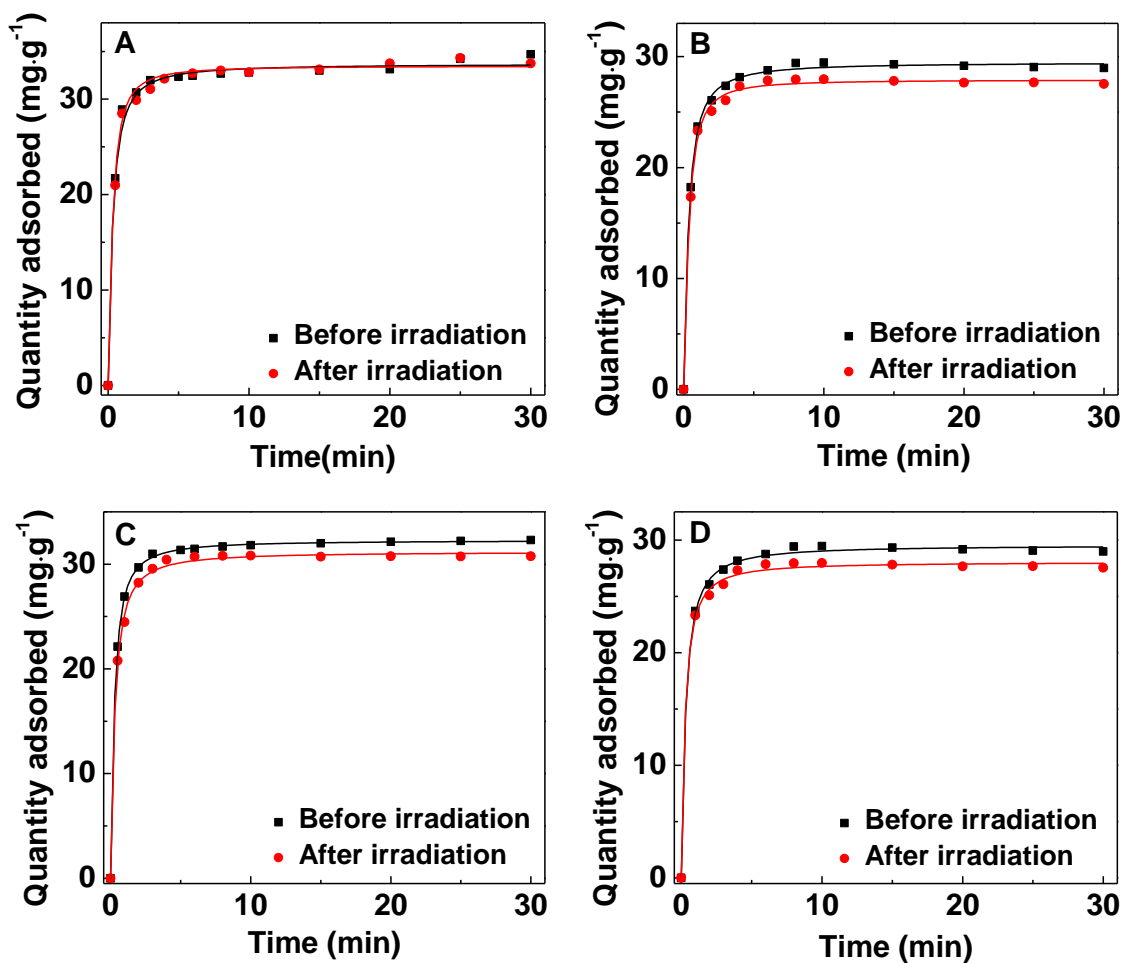 A
Quantity adsorbed (mg·g⁻¹)
30
20
10
0
Before irradiation
After irradiation
0 10 20 30
Time(min)
B
Quantity adsorbed (mg·g⁻¹)
30
20
10
0
Before irradiation
After irradiation
0 10 20 30
Time (min)
C
Quantity adsorbed (mg·g⁻¹)
30
20
10
0
Before irradiation
After irradiation
0 10 20 30
Time (min)
D
Quantity adsorbed (mg·g⁻¹)
30
20
10
0
Before irradiation
After irradiation
0 10 20 30
Time (min)